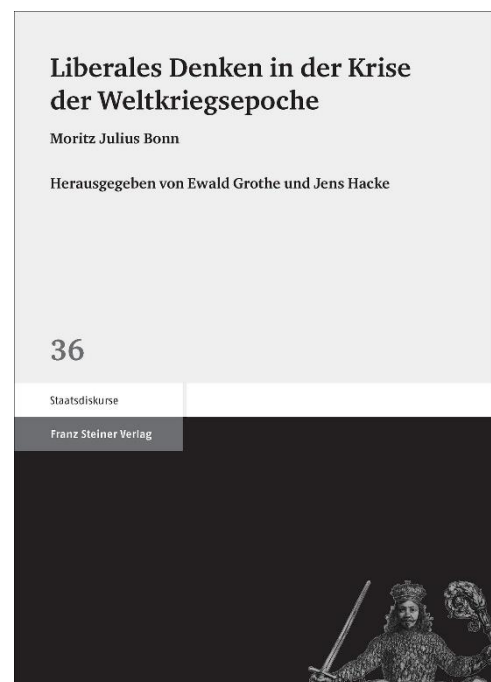 Liberales Denken in der Krise
der Weltkriegsepoche
Moritz Julius Bonn
Herausgegeben von Ewald Grothe und Jens Hacke
36
Staatsdiskurse
Franz Steiner Verlag